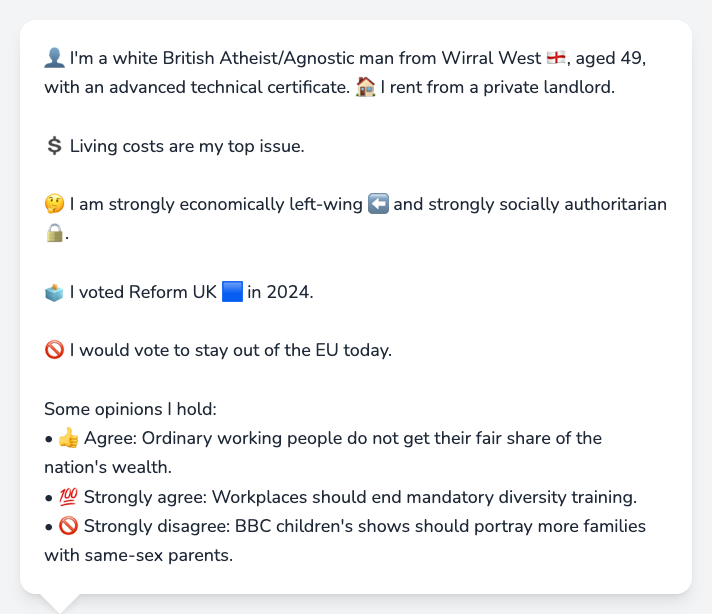 👤 I'm a white British Atheist/Agnostic man from Wirral West 🏴󠁧󠁢󠁥󠁮󠁧󠁿, aged 49,
with an advanced technical certificate. 🏠 I rent from a private landlord.
💲 Living costs are my top issue.
🤔 I am strongly economically left-wing ⬅️ and strongly socially authoritarian
🔒.
🗳️ I voted Reform UK 🟦 in 2024.
🚫 I would vote to stay out of the EU today.
Some opinions I hold:
• 👍 Agree: Ordinary working people do not get their fair share of the
nation's wealth.
• 💯 Strongly agree: Workplaces should end mandatory diversity training.
• 🚫 Strongly disagree: BBC children's shows should portray more families
with same-sex parents.